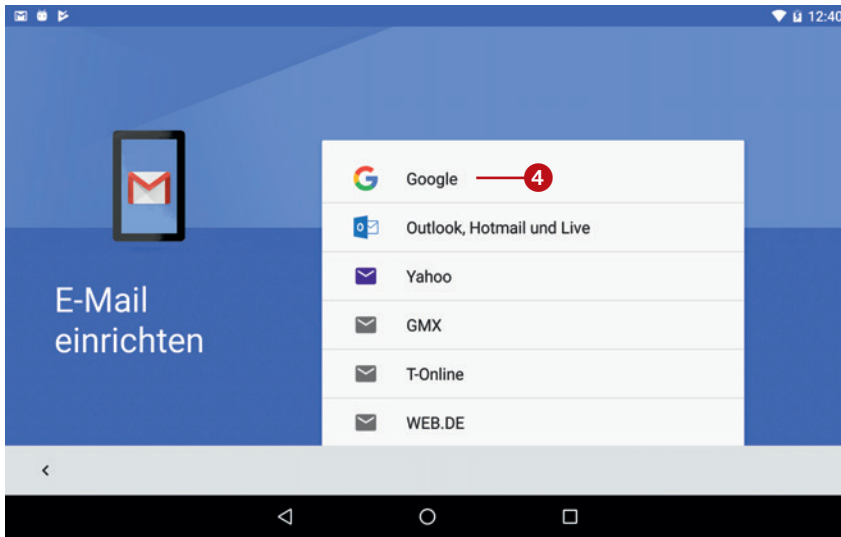 12:40
Google 4
Outlook, Hotmail und Live
Yahoo
E-Mail
einrichten
GMX
T-Online
WEB.DE